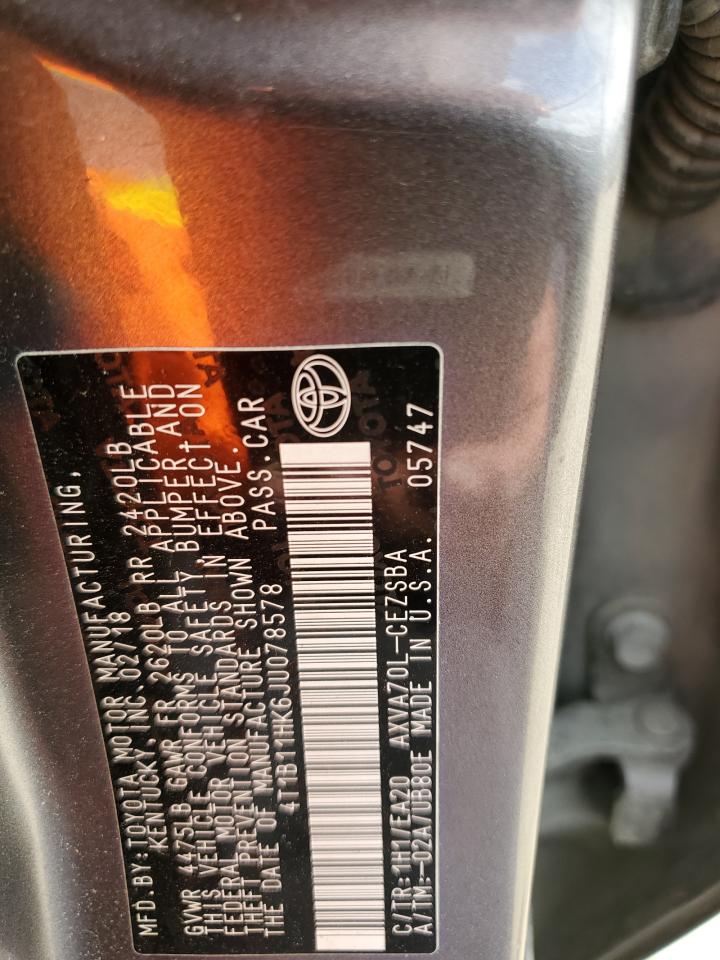 MFD.BY:TOYOTA MOTOR MANUFACTURING,
KENTUCKY, INC. 02/18
GVWR 4475LB GAWR FR 2620LB RR 2420LB
THIS VEHICLE CONFORMS TO ALL APPLICABLE
FEDERAL MOTOR VEHICLE SAFETY, BUMPER, AND
THEFT PREVENTION STANDARDS IN EFFECT ON
THE DATE OF MANUFACTURE SHOWN ABOVE.
4T1B11HK6JU078578 PASS.CAR
C/TR:1H1/EA20 AXVA70L-CEZSBA
A/TM:-02A/UB80E MADE IN U.S.A. 05747